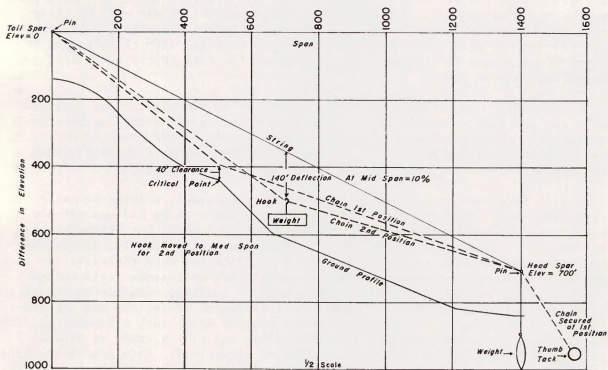 Pin
Tail Spar
Elev = 0
200
400
600
800
1000
1200
1400
1600
Span
200
400
600
800
1000
Difference in Elevation
String
40' Clearance
Critical Point
140' Deflection At Mid Span = 10%
Hook
Weight
Chain 1st Position
Chain 2nd Position
Hook moved to Med Span
for 2nd Position
Ground Profile
Head Spar
Elev = 700'
Pin
Chain
Secured
at 1st
Position
Weight
Thumb
Tack
1/2 Scale